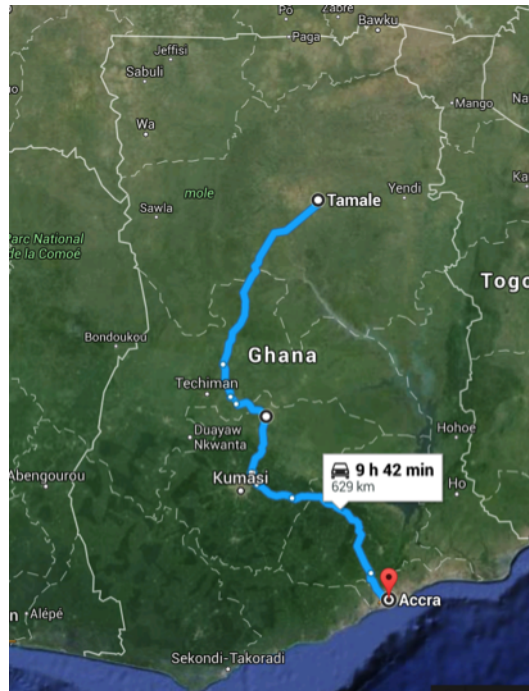 Po
Zabre
Bawku
Paga
Jeffisi
Sabuli
Mango
Na
Wa
mole
Tamale
Yendi
Ka
Sawla
Parc National
de la Comoé
Togo
Bondoukou
Ghana
Techiman
Duayaw
Nkwanta
Hohoe
Abengourou
Kumasi
9 h 42 min
629 km
Ho
Accra
Alépé
Sekondi-Takoradi